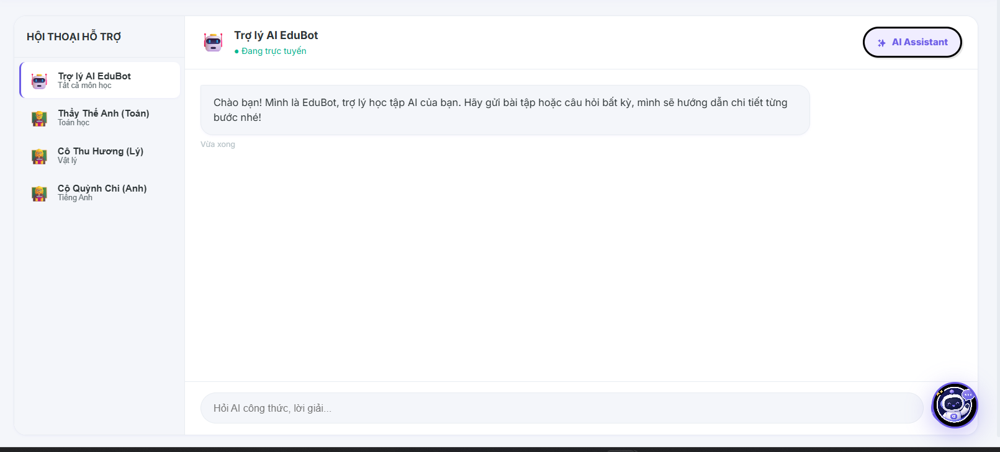 HỘI THOẠI HỖ TRỢ
Trợ lý AI EduBot
Tất cả môn học
Thầy Thế Anh (Toán)
Toán học
Cô Thu Hương (Lý)
Vật lý
Cô Quỳnh Chi (Anh)
Tiếng Anh
Trợ lý AI EduBot
● Đang trực tuyến
AI Assistant
Chào bạn! Mình là EduBot, trợ lý học tập AI của bạn. Hãy gửi bài tập hoặc câu hỏi bất kỳ, mình sẽ hướng dẫn chi tiết từng
bước nhé!
Vừa xong
Hỏi AI công thức, lời giải...